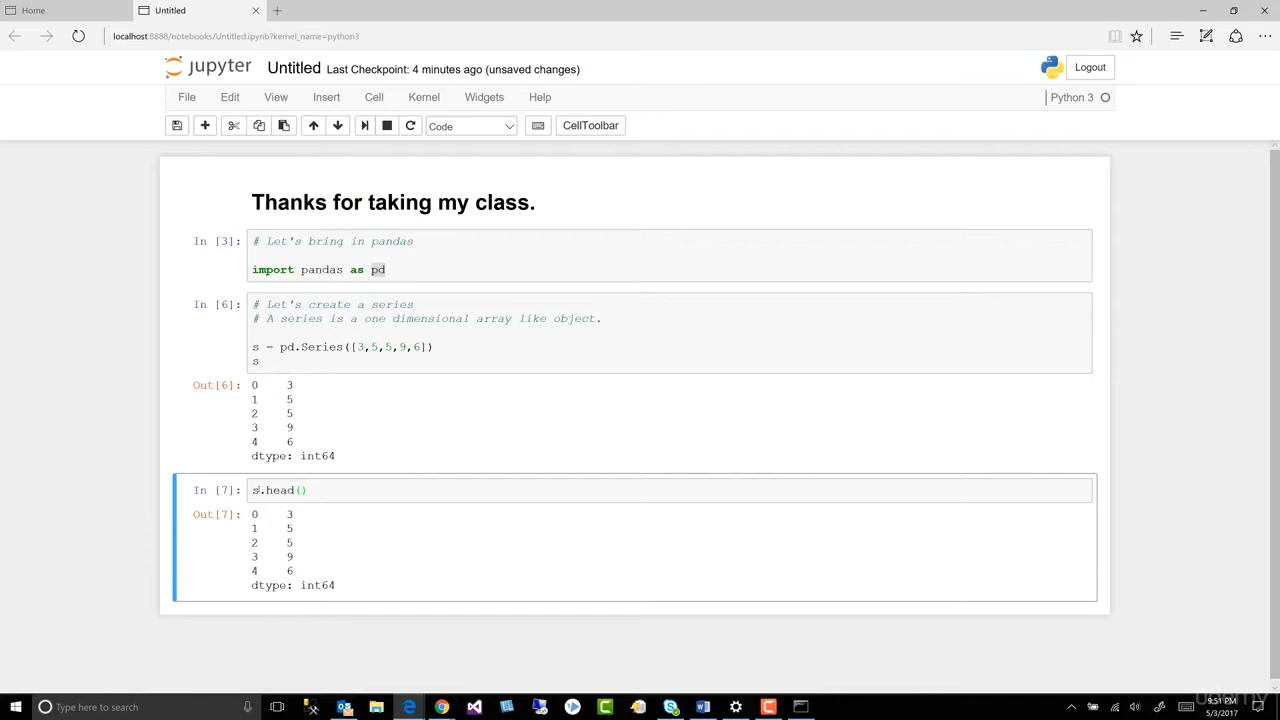 Home
Untitled
localhost:8888/notebooks/Untitled.ipynb?kernel_name=python3
jupyter Untitled Last Checkpoint: 4 minutes ago (unsaved changes)
Logout
File Edit View Insert Cell Kernel Widgets Help
Python 3
Code
CellToolbar
Thanks for taking my class.
In [3]: # Let's bring in pandas
import pandas as pd
In [6]: # Let's create a series
# A series is a one dimensional array like object.
s = pd.Series([3,5,5,9,6])
s
Out[6]: 0 3
1 5
2 5
3 9
4 6
dtype: int64
In [7]: s.head()
Out[7]: 0 3
1 5
2 5
3 9
4 6
dtype: int64
Type here to search
9:51 PM
5/3/2017
udemy